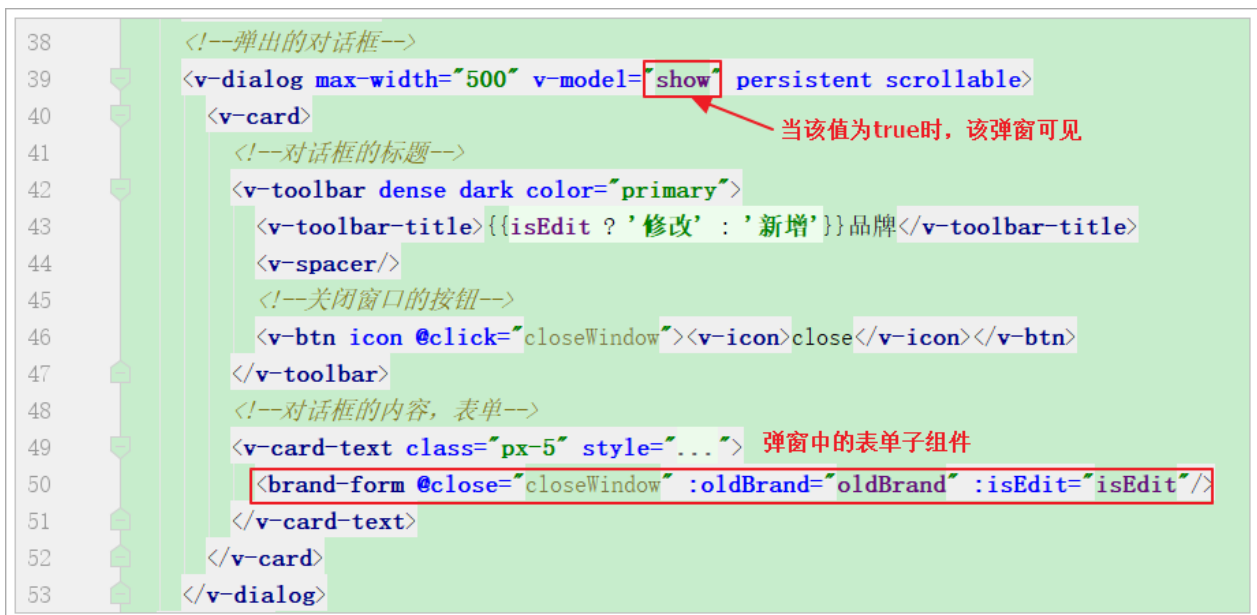 38 <!--弹出的对话框-->
39 <v-dialog max-width="500" v-model="show" persistent scrollable>
40 <v-card>
当该值为true时，该弹窗可见
41 <!--对话框的标题-->
42 <v-toolbar dense dark color="primary">
43 <v-toolbar-title>{{isEdit ? '修改' : '新增'}}品牌</v-toolbar-title>
44 <v-spacer/>
45 <!--关闭窗口的按钮-->
46 <v-btn icon @click="closeWindow"><v-icon>close</v-icon></v-btn>
47 </v-toolbar>
48 <!--对话框的内容，表单-->
49 <v-card-text class="px-5" style="..."> 弹窗中的表单子组件
50 <brand-form @close="closeWindow" :oldBrand="oldBrand" :isEdit="isEdit"/>
51 </v-card-text>
52 </v-card>
53 </v-dialog>